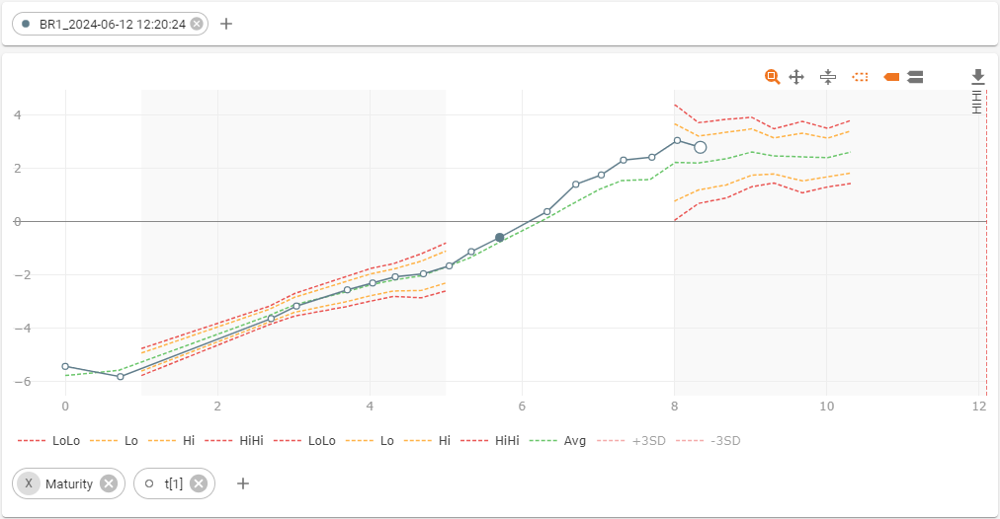 BR1_2024-06-12 12:20:24
4
2
0
−2
−4
−6
0 2 4 6 8 10 12
LoLo Lo Hi HiHi LoLo Lo Hi HiHi Avg +3SD -3SD
X Maturity t[1]